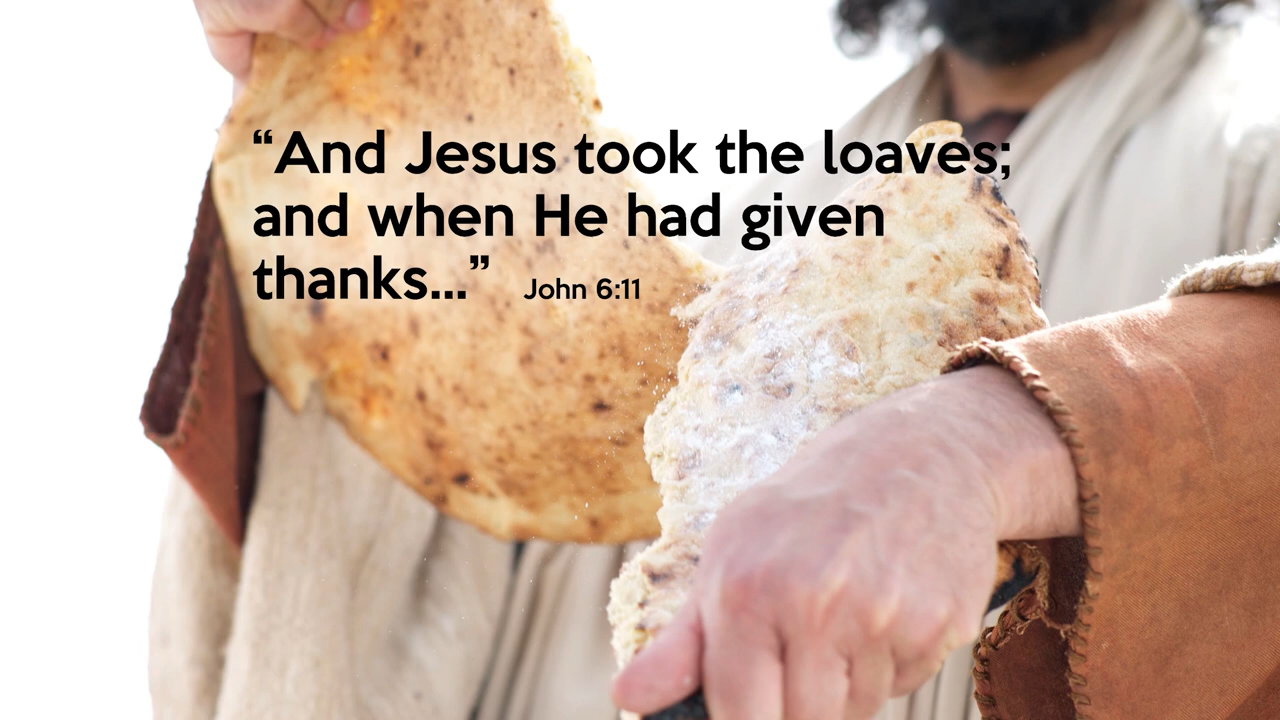 “And Jesus took the loaves;
and when He had given
thanks...” John 6:11